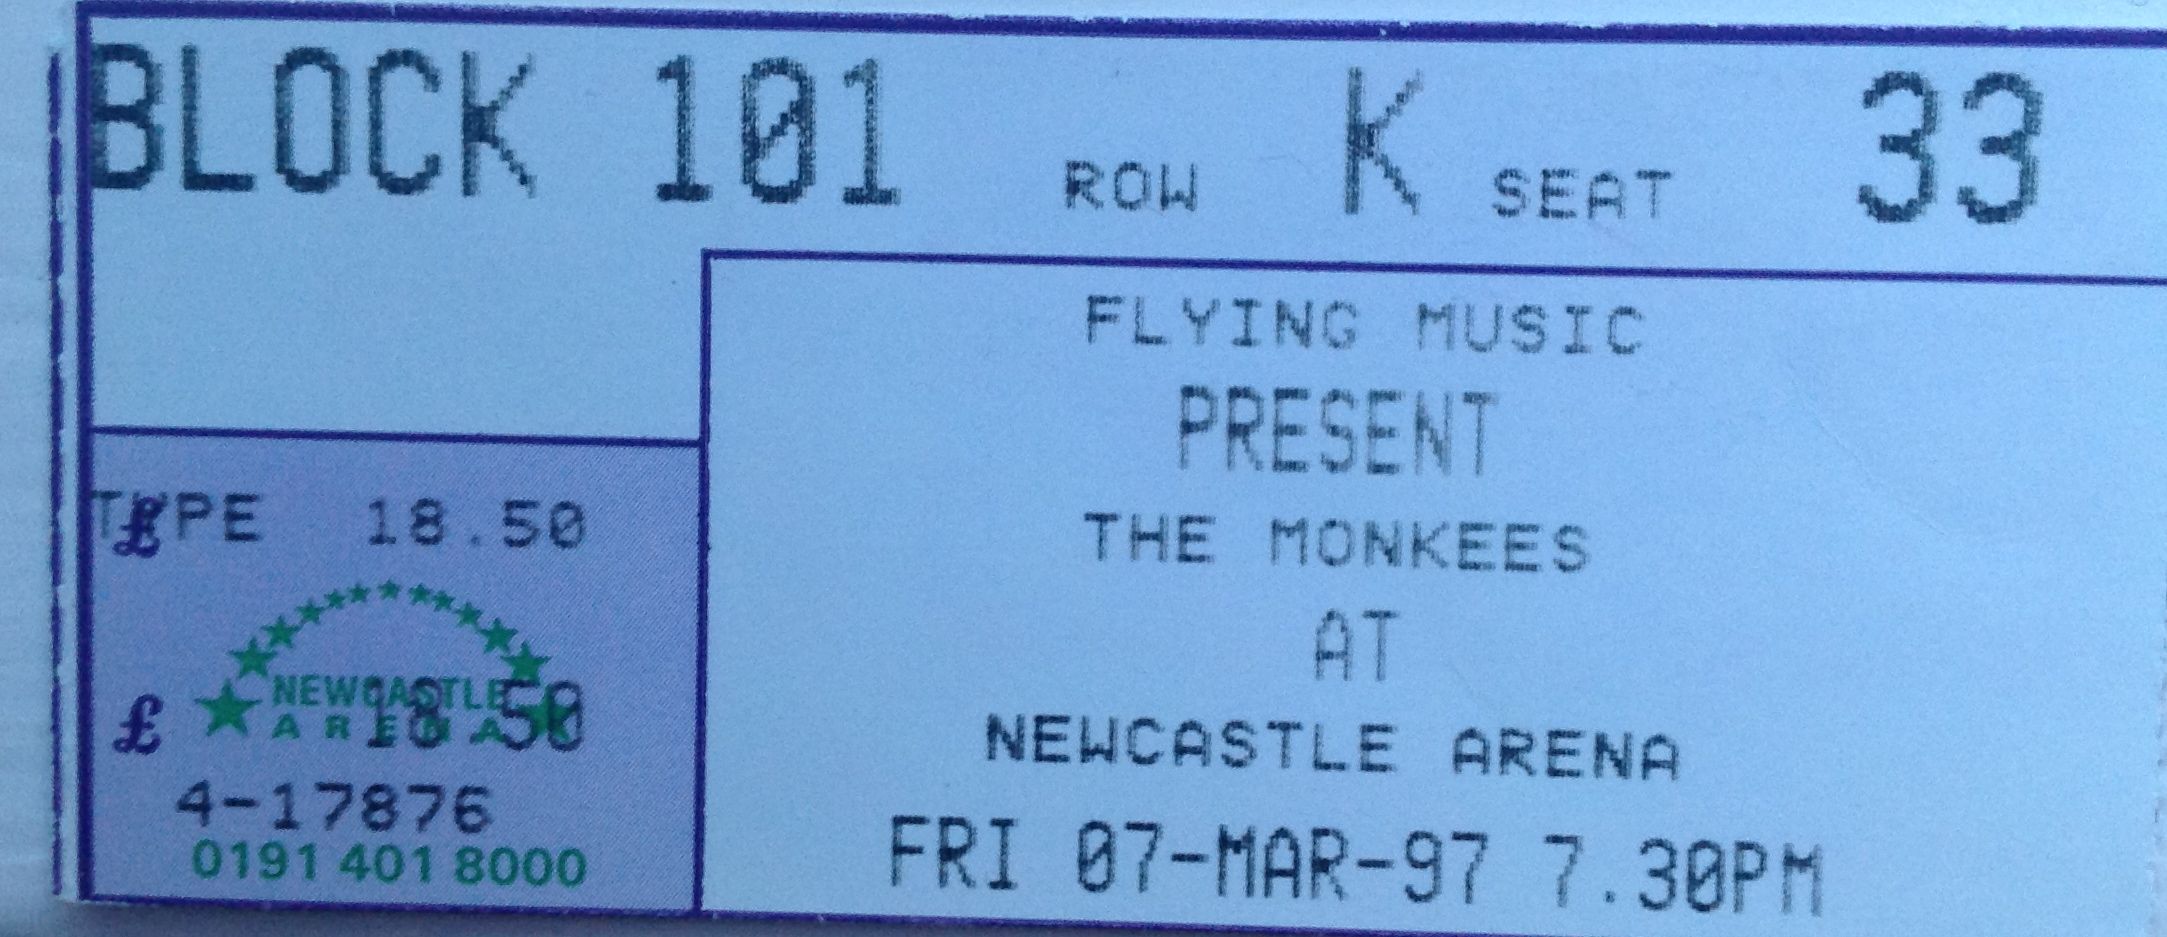 BLOCK 101 ROW K SEAT 33
FLYING MUSIC
PRESENT
THE MONKEES
AT
NEWCASTLE ARENA
FRI 07-MAR-97 7.30PM
TYPE £ 18.50
NEWCASTLE
ARENA
£ 18.50
4-17876
0191 401 8000